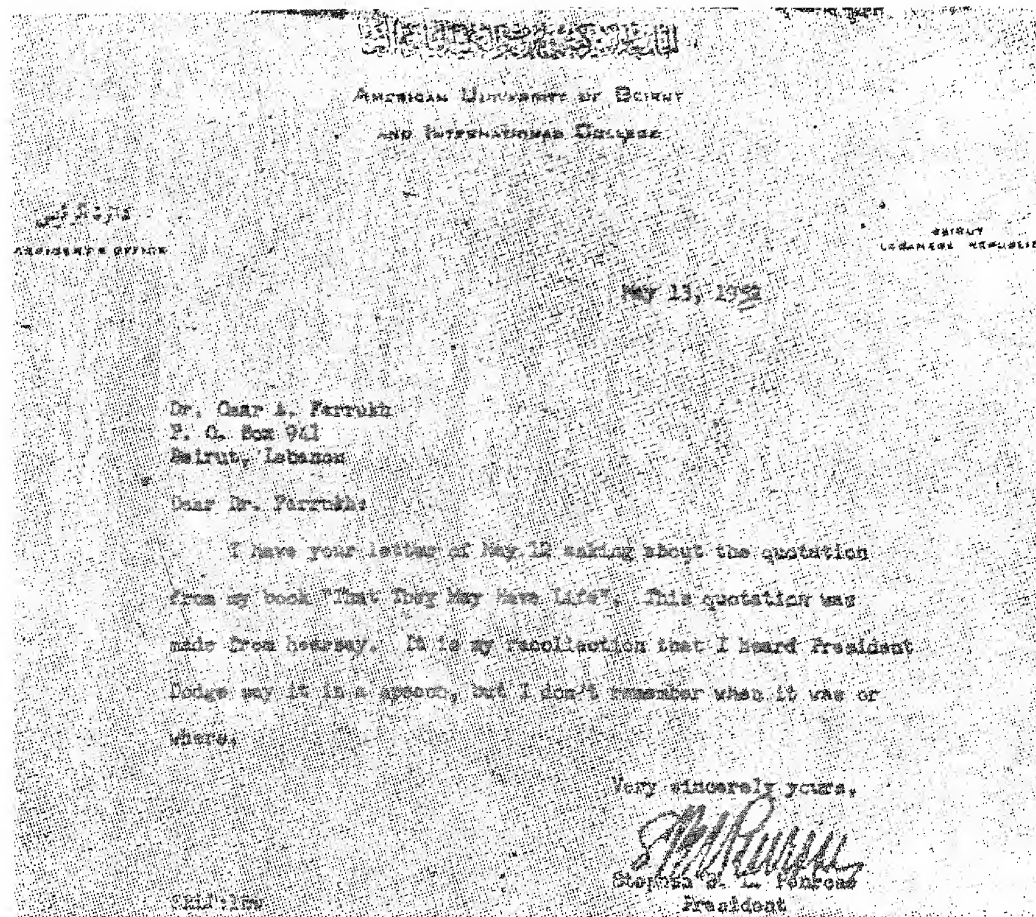 AMERICAN UNIVERSITY OF BEIRUT
AND INTERNATIONAL COLLEGE
PRESIDENT'S OFFICE
BEIRUT
LEBANESE REPUBLIC
May 13, 1952
Dr. Omar A. Farrukh
P. O. Box 941
Beirut, Lebanon
Dear Dr. Farrukh:
I have your letter of May 12 asking about the quotation
from my book "That They May Have Life". This quotation was
made from hearsay. It is my recollection that I heard President
Dodge say it in a speech, but I don't remember when it was or
where.
Very sincerely yours,
Stephen B. L. Penrose
President